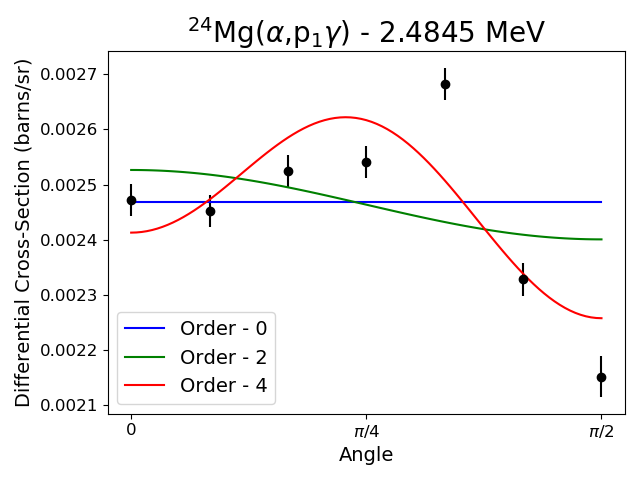 ²⁴Mg(α,p₁γ) - 2.4845 MeV
Differential Cross-Section (barns/sr)
0.0027
0.0026
0.0025
0.0024
0.0023
0.0022
0.0021
Order - 0
Order - 2
Order - 4
0
π/4
π/2
Angle